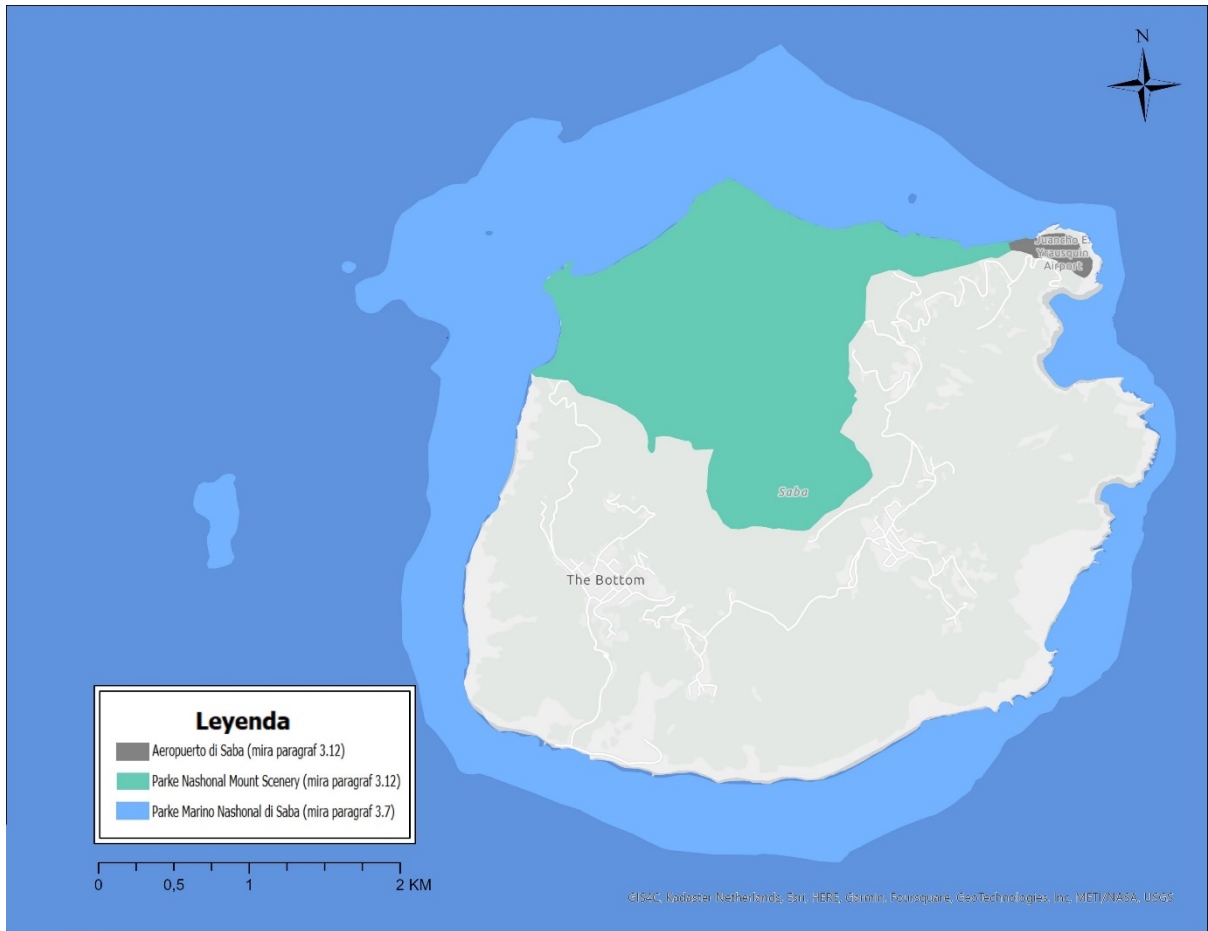 N
Juancho E.
Yrausquin
Airport
Saba
The Bottom
Leyenda
Aeropuerto di Saba (mira paragraf 3.12)
Parke Nashonal Mount Scenery (mira paragraf 3.12)
Parke Marino Nashonal di Saba (mira paragraf 3.7)
0 0,5 1 2 KM
GISAC, Kadaster Netherlands, Esri, HERE, Garmin, Foursquare, GeoTechnologies, Inc, METI/NASA, USGS